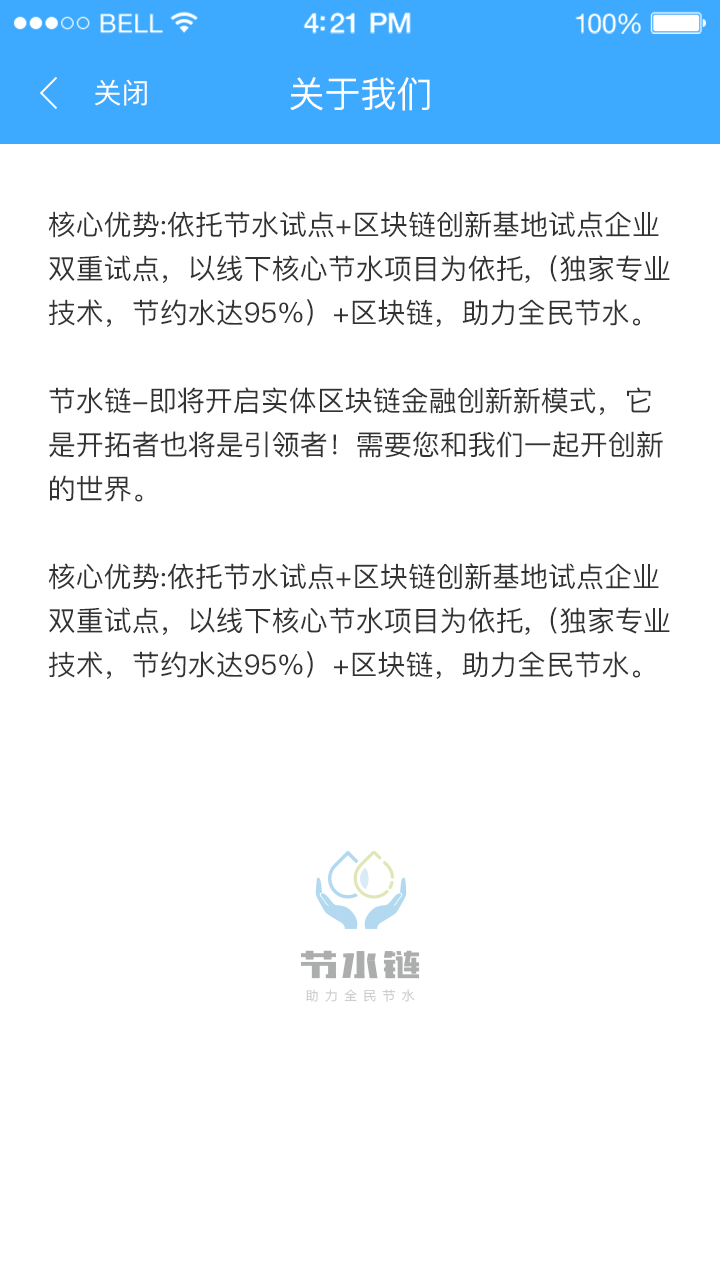 BELL 4:21 PM 100%
关闭 关于我们
核心优势:依托节水试点+区块链创新基地试点企业
双重试点，以线下核心节水项目为依托,（独家专业
技术，节约水达95%）+区块链，助力全民节水。
节水链–即将开启实体区块链金融创新新模式，它
是开拓者也将是引领者！需要您和我们一起开创新
的世界。
核心优势:依托节水试点+区块链创新基地试点企业
双重试点，以线下核心节水项目为依托,（独家专业
技术，节约水达95%）+区块链，助力全民节水。
节水链
助力全民节水